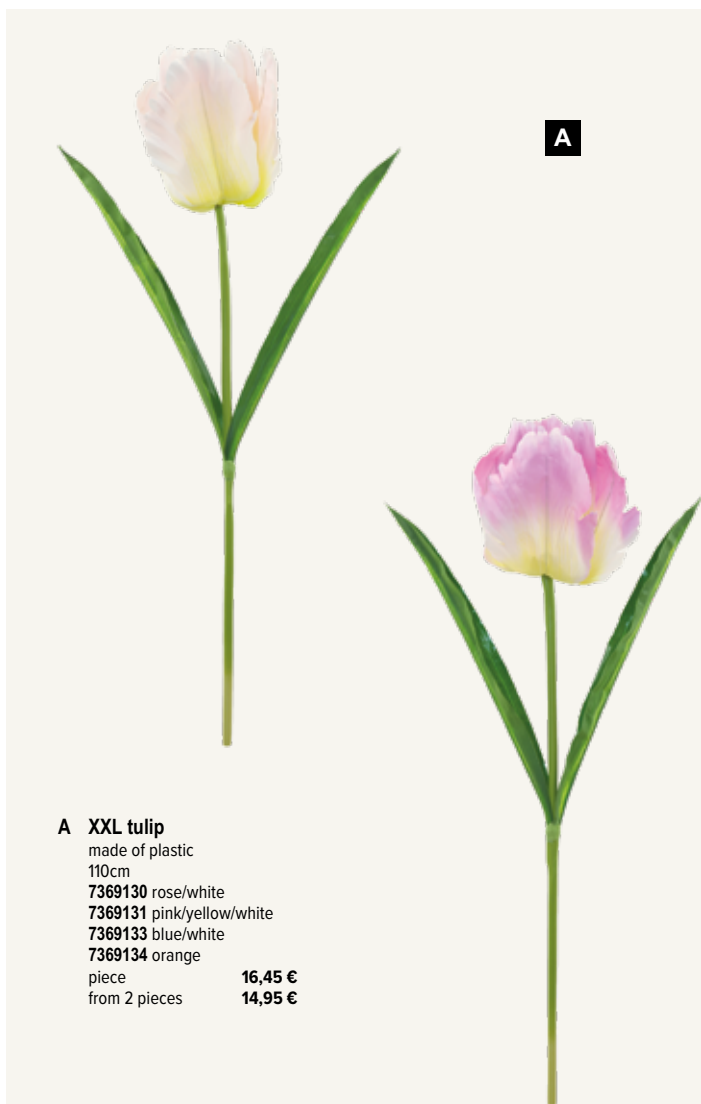 A
A XXL tulip
made of plastic
110cm
7369130 rose/white
7369131 pink/yellow/white
7369133 blue/white
7369134 orange
piece 16,45 €
from 2 pieces 14,95 €